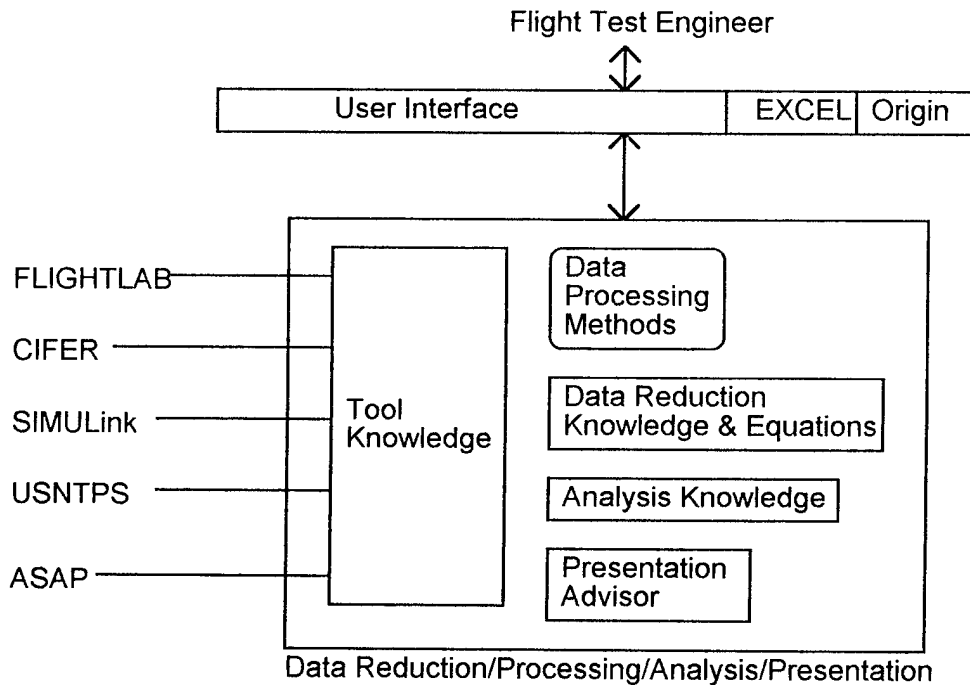 Flight Test Engineer
User Interface
EXCEL
Origin
FLIGHTLAB
CIFER
SIMULink
USNTPS
ASAP
Tool
Knowledge
Data
Processing
Methods
Data Reduction
Knowledge & Equations
Analysis Knowledge
Presentation
Advisor
Data Reduction/Processing/Analysis/Presentation